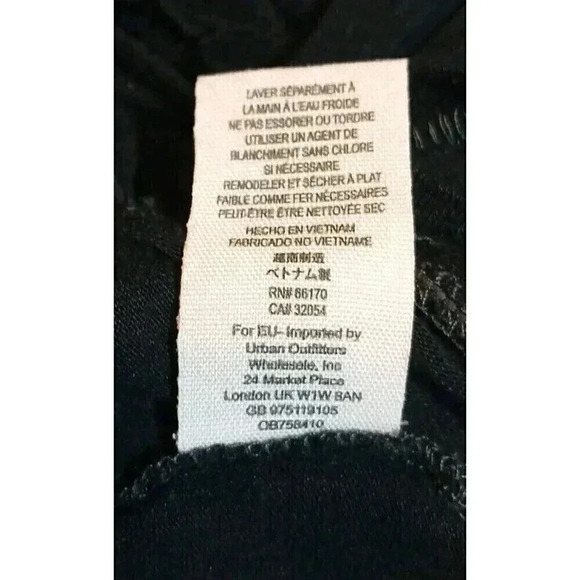 LAVER SÉPARÉMENT À
LA MAIN À L'EAU FROIDE
NE PAS ESSORER OU TORDRE
UTILISER UN AGENT DE
BLANCHIMENT SANS CHLORE
SI NÉCESSAIRE
REMODELER ET SÉCHER À PLAT
FAIBLE COMME FER NÉCESSAIRES
PEUT-ÊTRE ÊTRE NETTOYÉE SEC
HECHO EN VIETNAM
FABRICADO NO VIETNAME
越南制造
ベトナム製
RN# 66170
CA# 32054
For EU- Imported by
Urban Outfitters
Wholesale, Inc
24 Market Place
London UK W1W 8AN
GB 975119105
OB758410